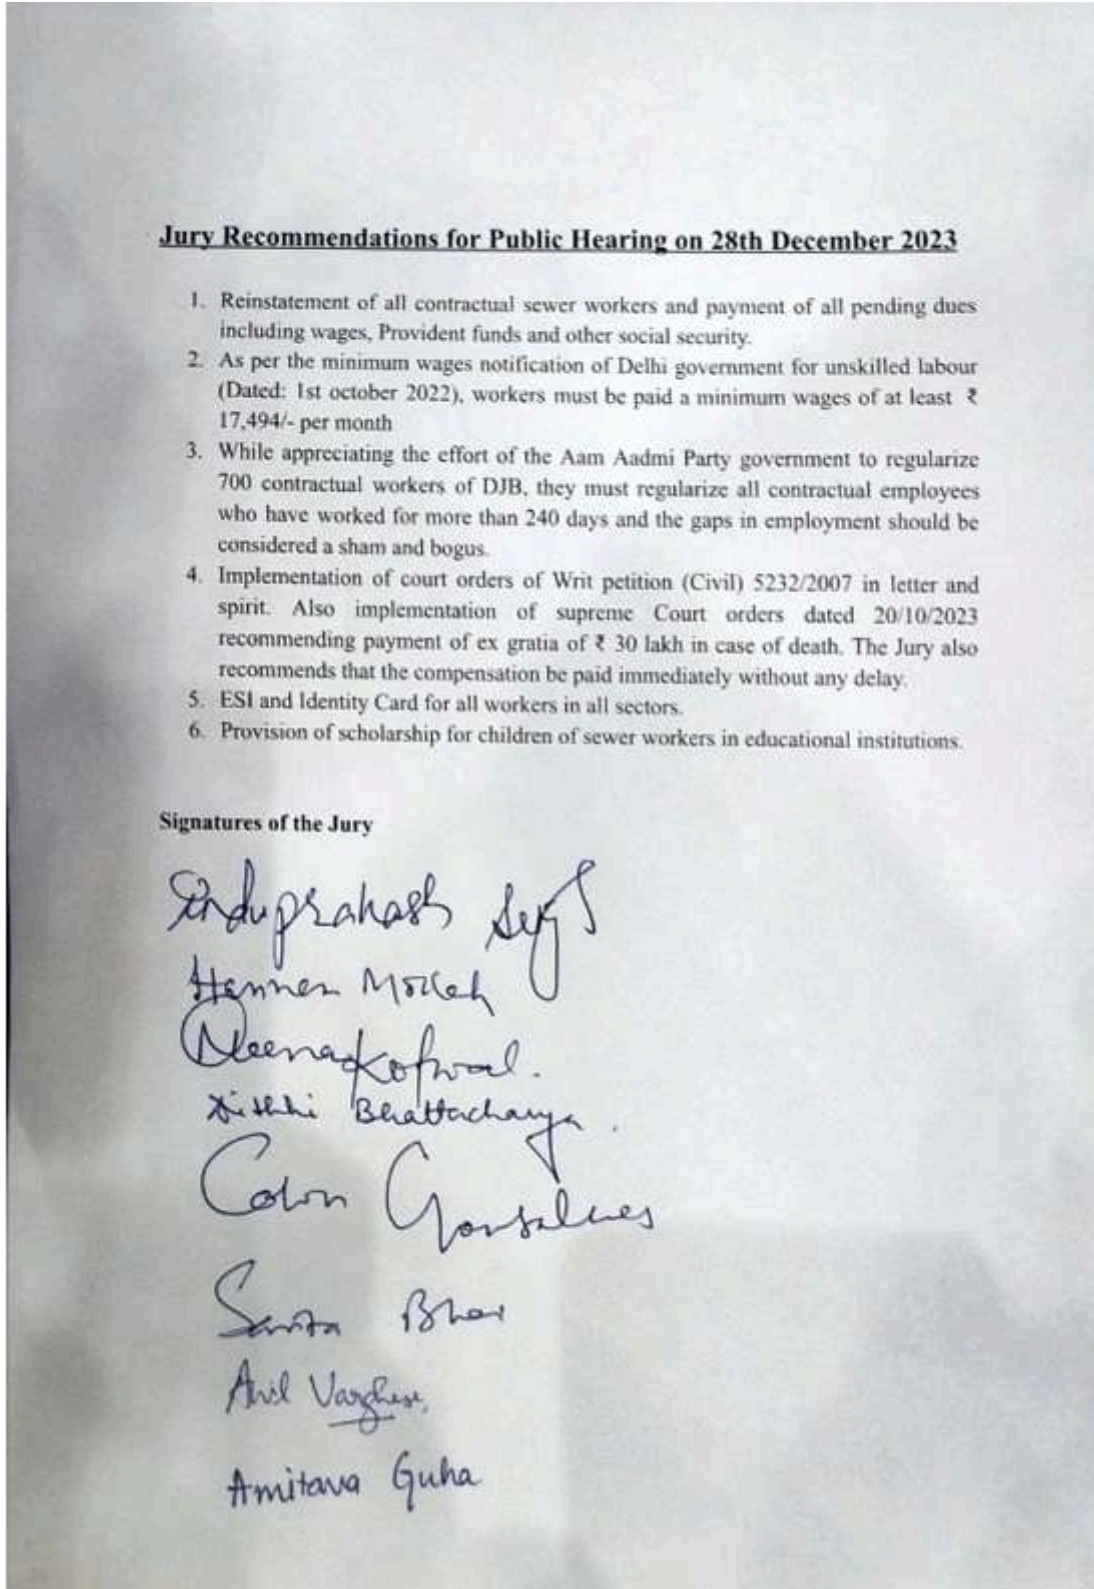 Jury Recommendations for Public Hearing on 28th December 2023
1. Reinstatement of all contractual sewer workers and payment of all pending dues
including wages, Provident funds and other social security.
2. As per the minimum wages notification of Delhi government for unskilled labour
(Dated: 1st october 2022), workers must be paid a minimum wages of at least ₹
17,494/- per month
3. While appreciating the effort of the Aam Aadmi Party government to regularize
700 contractual workers of DJB, they must regularize all contractual employees
who have worked for more than 240 days and the gaps in employment should be
considered a sham and bogus.
4. Implementation of court orders of Writ petition (Civil) 5232/2007 in letter and
spirit. Also implementation of supreme Court orders dated 20/10/2023
recommending payment of ex gratia of ₹ 30 lakh in case of death. The Jury also
recommends that the compensation be paid immediately without any delay.
5. ESI and Identity Card for all workers in all sectors.
6. Provision of scholarship for children of sewer workers in educational institutions.
Signatures of the Jury
Induprakash
Hannan Mollah
Neena
Bhattacharya.
Colin Gonsalves
Anil Varghese,
Amitava Guha